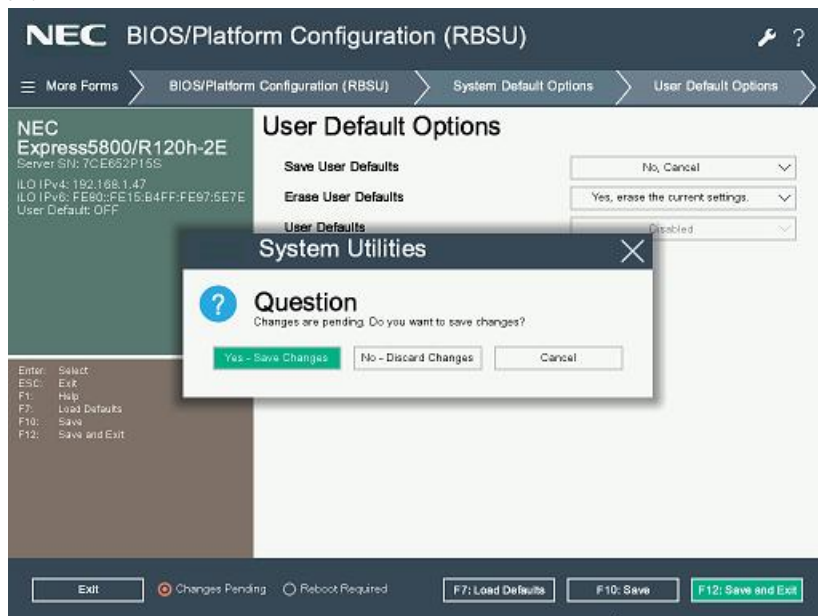 NEC BIOS/Platform Configuration (RBSU) ?
More Forms BIOS/Platform Configuration (RBSU) System Default Options User Default Options
NEC
Express5800/R120h-2E
Server SN: 7CE652P15S
iLO IPv4: 192.168.1.47
iLO IPv6: FE80::FE15:B4FF:FE97:5E7E
User Default: OFF
User Default Options
Save User Defaults No, Cancel
Erase User Defaults Yes, erase the current settings.
User Defaults Disabled
System Utilities
?
Question
Changes are pending. Do you want to save changes?
Yes - Save Changes No - Discard Changes Cancel
Enter: Select
ESC: Exit
F1: Help
F7: Load Defaults
F10: Save
F12: Save and Exit
Exit Changes Pending Reboot Required F7: Load Defaults F10: Save F12: Save and Exit